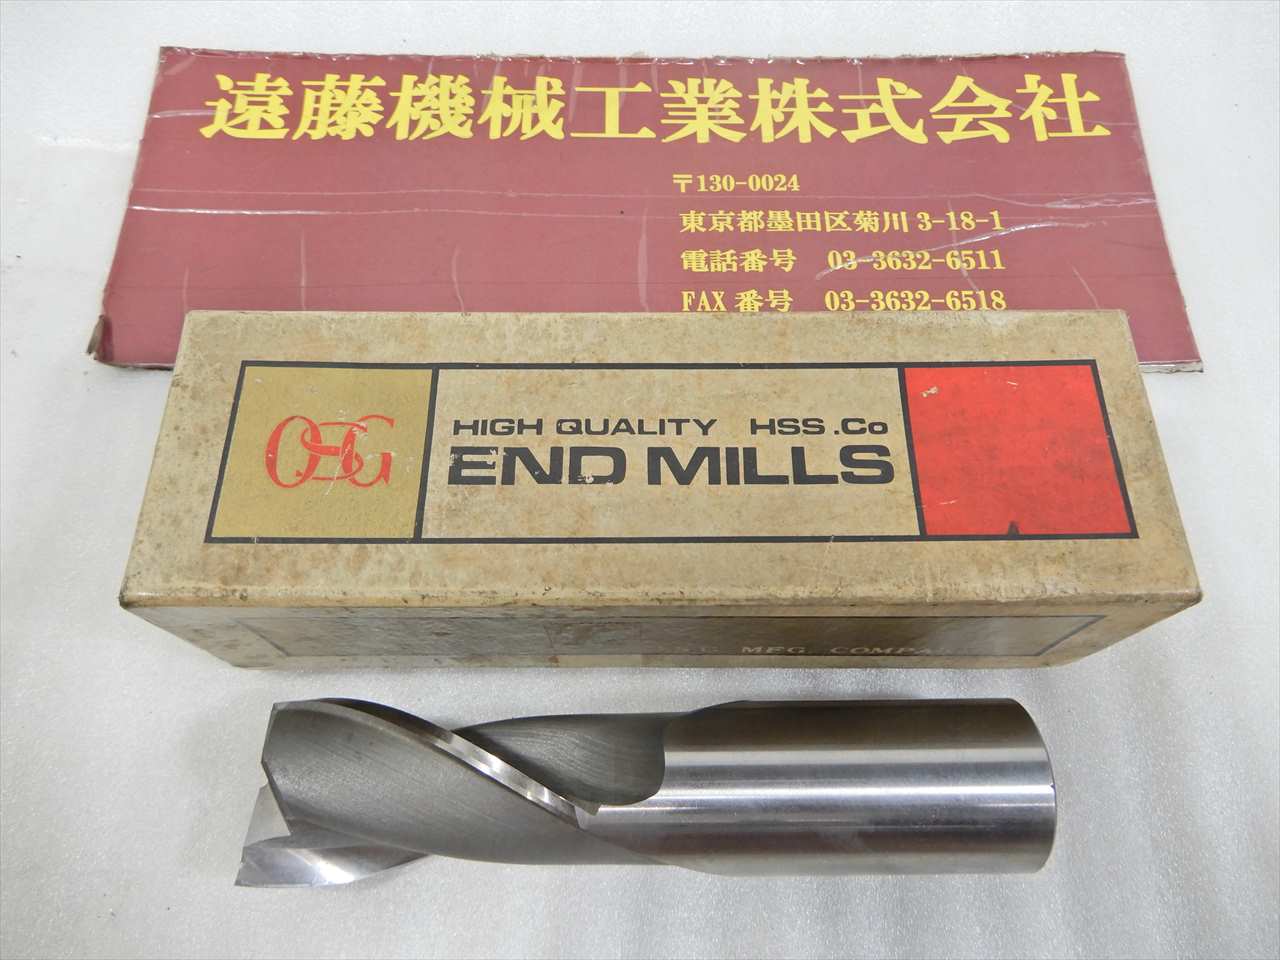 遠藤機械工業株式会社
〒130-0024
東京都墨田区菊川 3-18-1
電話番号 03-3632-6511
FAX 番号 03-3632-6518
OSG
HIGH QUALITY HSS.Co
END MILLS
MFG COMPA